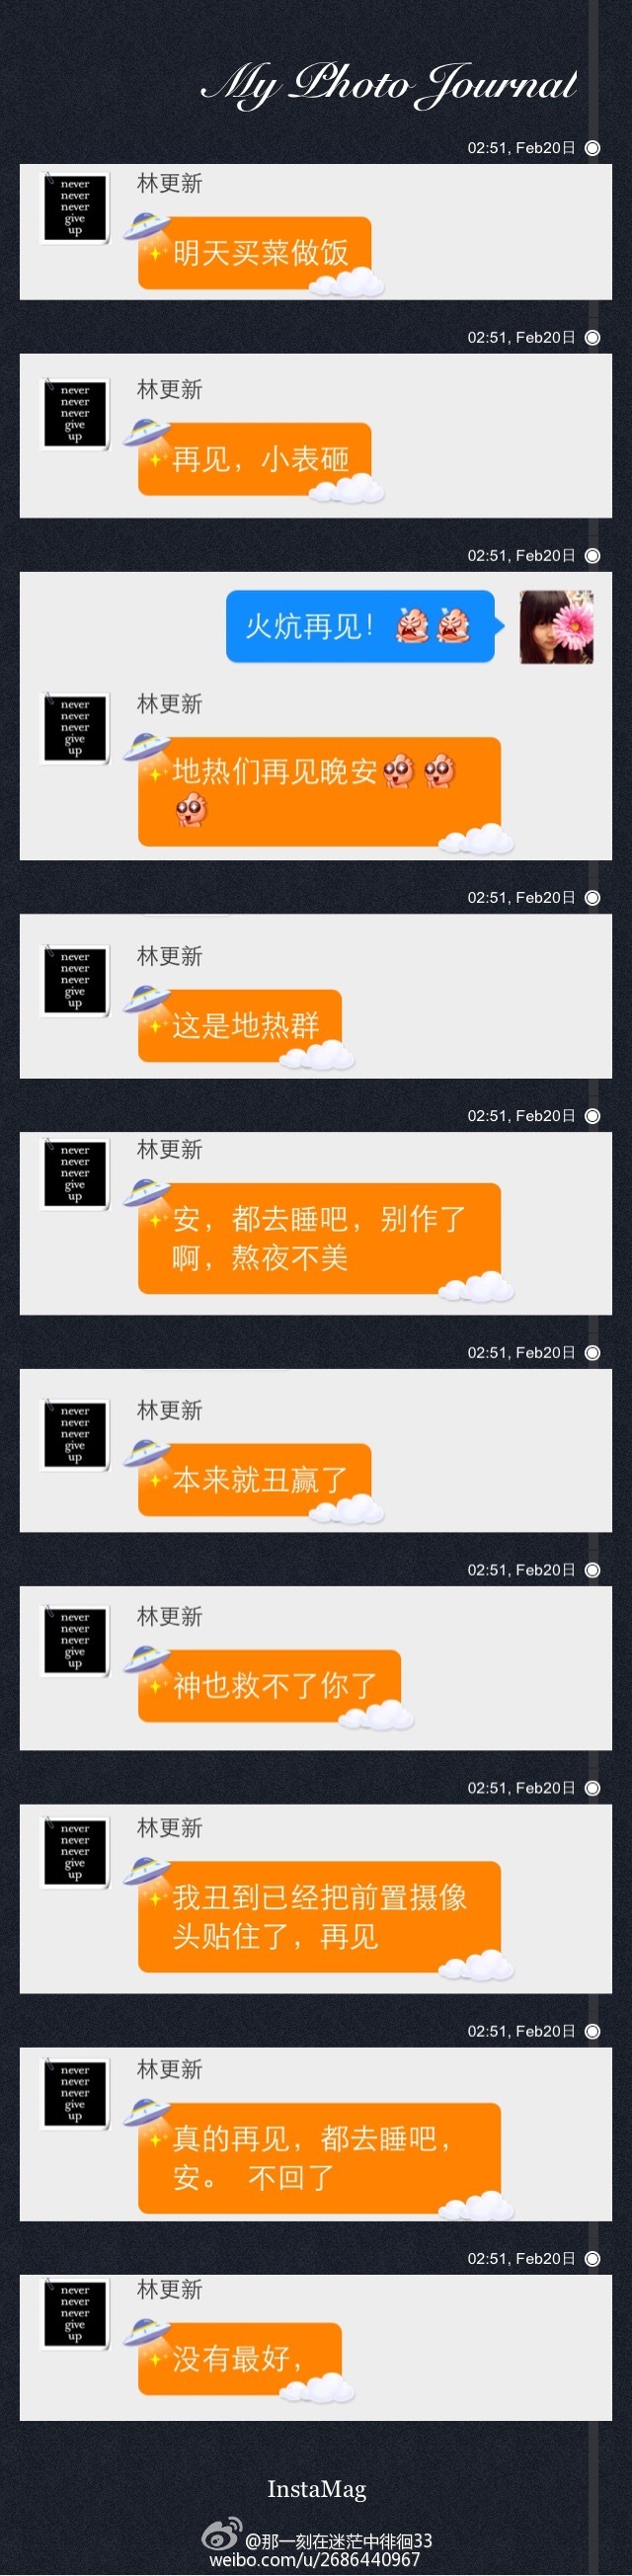 My Photo Journal
02:51, Feb20日
never
never
never
give
up
林更新
明天买菜做饭
02:51, Feb20日
never
never
never
give
up
林更新
再见，小表砸
02:51, Feb20日
火炕再见！
never
never
never
give
up
林更新
地热们再见晚安
02:51, Feb20日
never
never
never
give
up
林更新
这是地热群
02:51, Feb20日
never
never
never
give
up
林更新
安，都去睡吧，别作了
啊，熬夜不美
02:51, Feb20日
never
never
never
give
up
林更新
本来就丑赢了
02:51, Feb20日
never
never
never
give
up
林更新
神也救不了你了
02:51, Feb20日
never
never
never
give
up
林更新
我丑到已经把前置摄像
头贴住了，再见
02:51, Feb20日
never
never
never
give
up
林更新
真的再见，都去睡吧，
安。 不回了
02:51, Feb20日
never
never
never
give
up
林更新
没有最好，
InstaMag
@那一刻在迷茫中徘徊33
weibo.com/u/2686440967